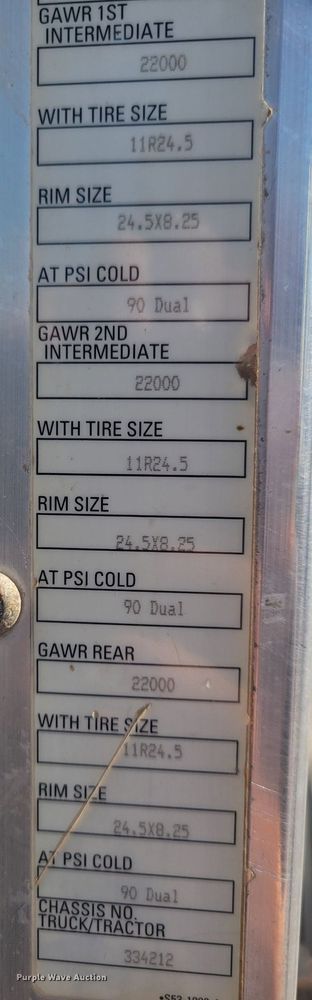 GAWR 1ST
INTERMEDIATE
22000
WITH TIRE SIZE
11R24.5
RIM SIZE
24.5X8.25
AT PSI COLD
90 Dual
GAWR 2ND
INTERMEDIATE
22000
WITH TIRE SIZE
11R24.5
RIM SIZE
24.5X8.25
AT PSI COLD
90 Dual
GAWR REAR
22000
WITH TIRE SIZE
11R24.5
RIM SIZE
24.5X8.25
AT PSI COLD
90 Dual
CHASSIS NO.
TRUCK/TRACTOR
334212
Purple Wave Auction